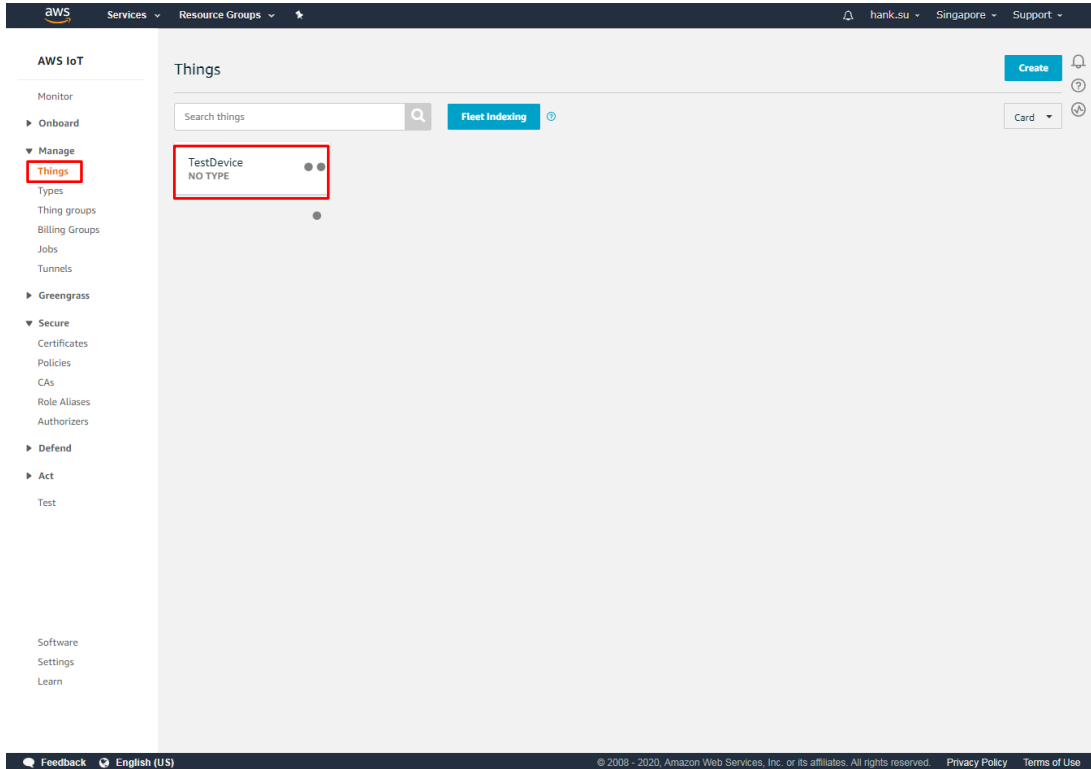 aws Services Resource Groups hank.su Singapore Support
AWS IoT
Monitor
Onboard
Manage
Things
Types
Thing groups
Billing Groups
Jobs
Tunnels
Greengrass
Secure
Certificates
Policies
CAs
Role Aliases
Authorizers
Defend
Act
Test
Software
Settings
Learn
Things
Create
Search things
Fleet Indexing
Card
TestDevice
NO TYPE
Feedback English (US) © 2008 - 2020, Amazon Web Services, Inc. or its affiliates. All rights reserved. Privacy Policy Terms of Use